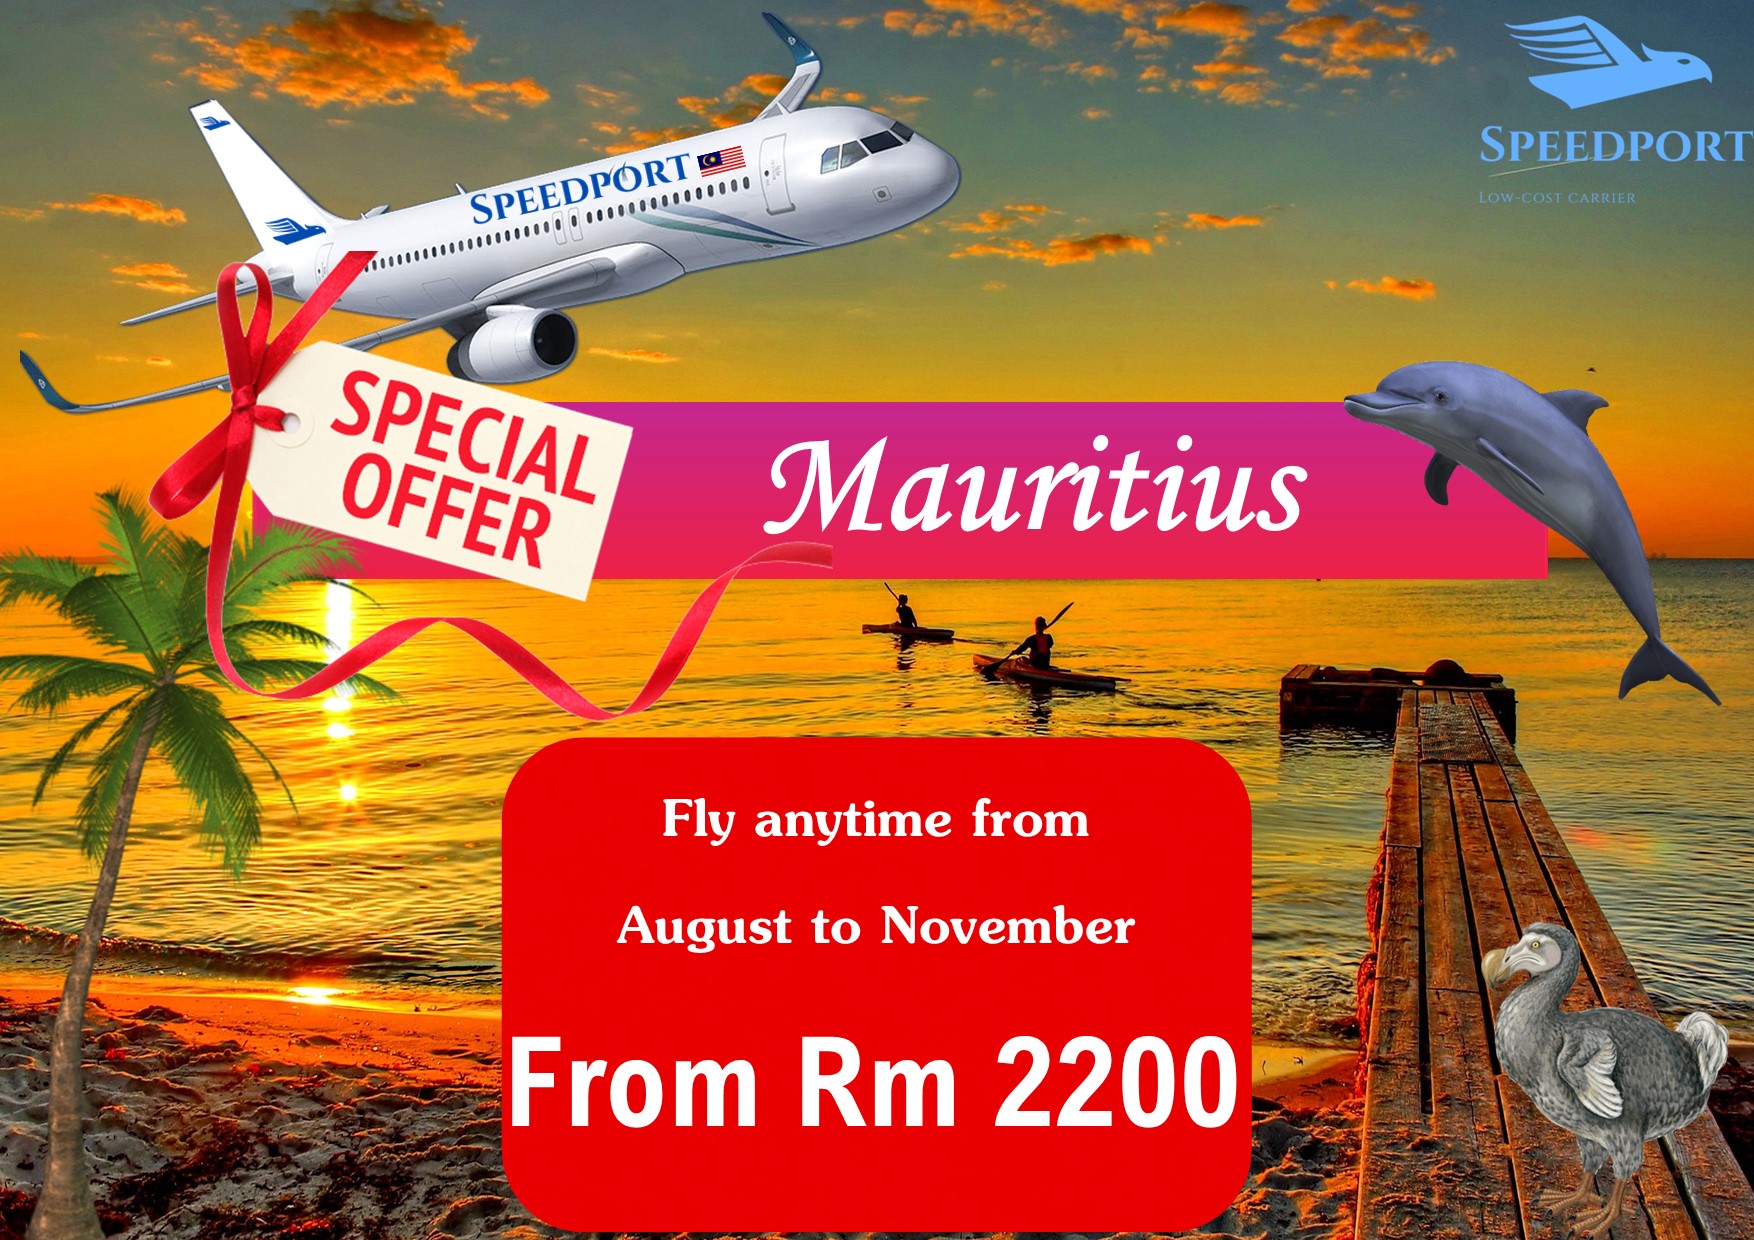 SPEEDPORT
SPEEDPORT
LOW-COST CARRIER
SPECIAL
OFFER
Mauritius
Fly anytime from
August to November
From Rm 2200